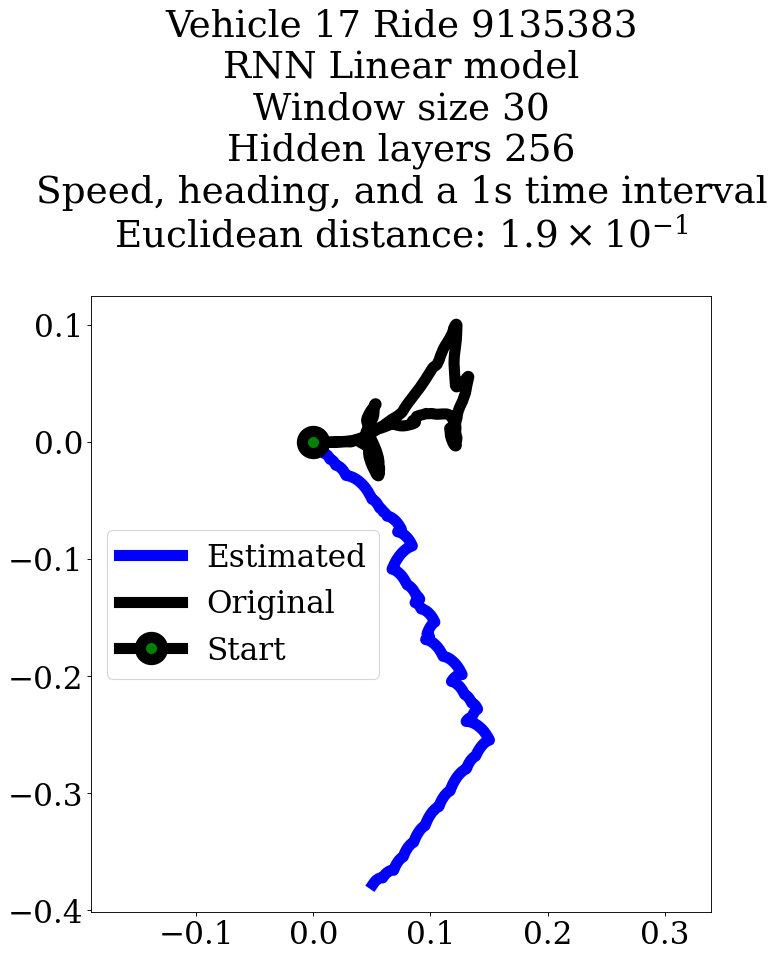 Vehicle 17 Ride 9135383
RNN Linear model
Window size 30
Hidden layers 256
Speed, heading, and a 1s time interval
Euclidean distance: 1.9 × 10⁻¹
0.1
0.0
−0.1
−0.2
−0.3
−0.4
Estimated
Original
Start
−0.1 0.0 0.1 0.2 0.3